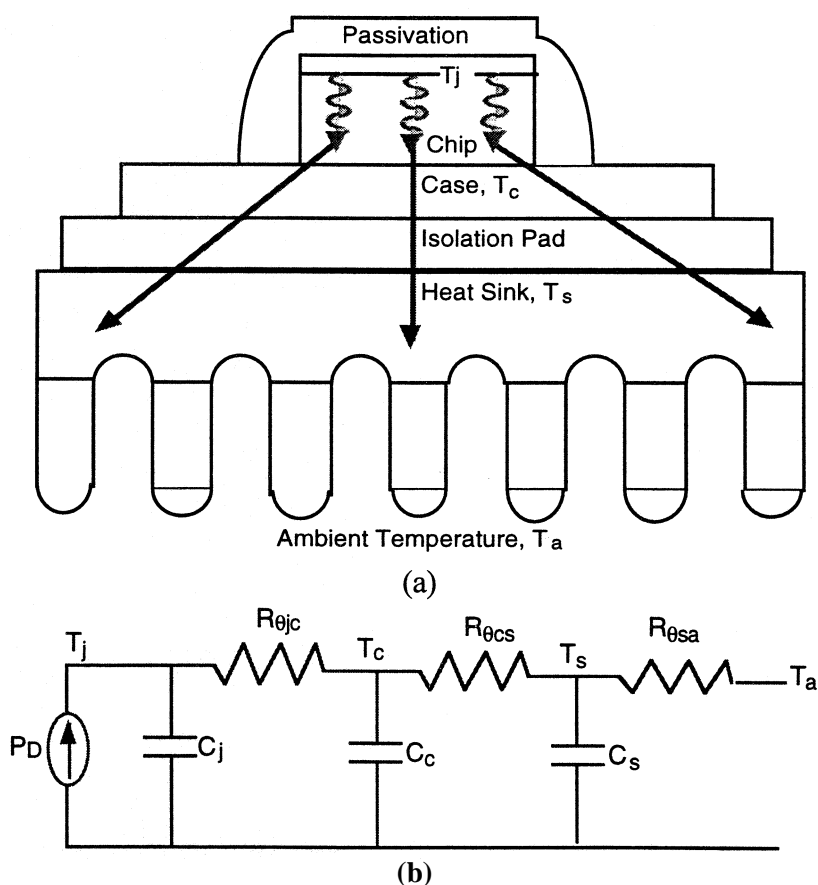 Passivation
Tj
Chip
Case, Tc
Isolation Pad
Heat Sink, Ts
Ambient Temperature, Ta
(a)
Tj
Rθjc
Tc
Rθcs
Ts
Rθsa
Ta
PD
Cj
Cc
Cs
(b)